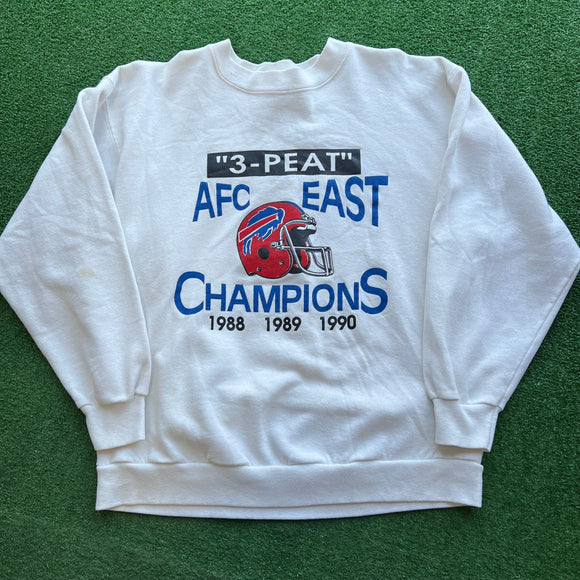 "3-PEAT"
AFC EAST
CHAMPIONS
1988 1989 1990